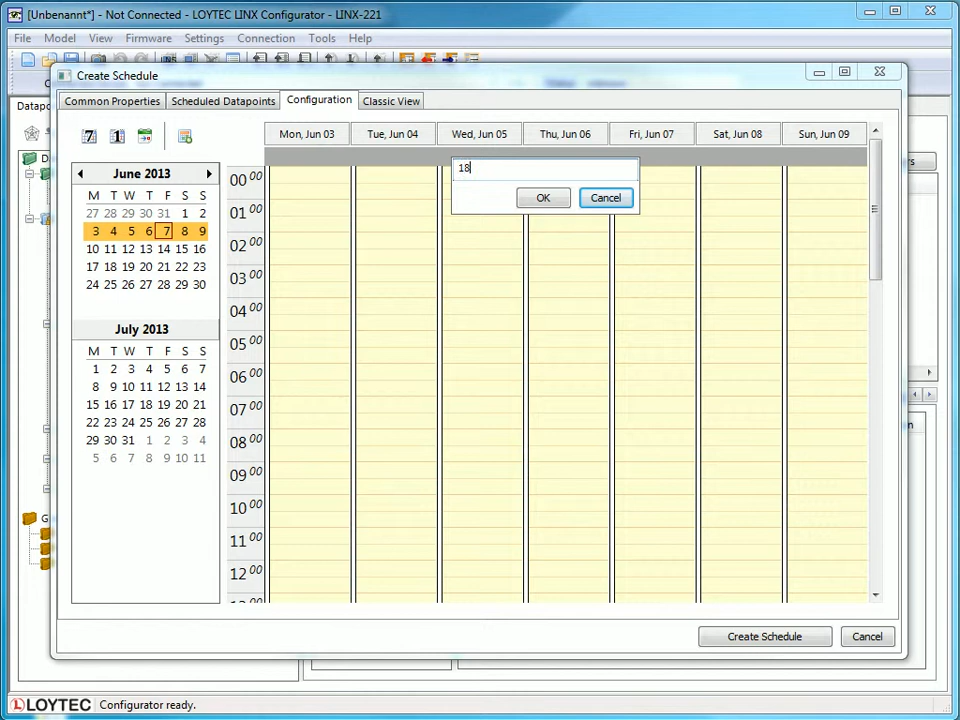 [Unbenannt*] - Not Connected - LOYTEC LINX Configurator - LINX-221
File Model View Firmware Settings Connection Tools Help
Create Schedule
Datapo
Common Properties Scheduled Datapoints Configuration Classic View
7 1
Mon, Jun 03 Tue, Jun 04 Wed, Jun 05 Thu, Jun 06 Fri, Jun 07 Sat, Jun 08 Sun, Jun 09
18
OK Cancel
June 2013
M T W T F S S
27 28 29 30 31 1 2
3 4 5 6 7 8 9
10 11 12 13 14 15 16
17 18 19 20 21 22 23
24 25 26 27 28 29 30
July 2013
M T W T F S S
1 2 3 4 5 6 7
8 9 10 11 12 13 14
15 16 17 18 19 20 21
22 23 24 25 26 27 28
29 30 31 1 2 3 4
5 6 7 8 9 10 11
00 00
01 00
02 00
03 00
04 00
05 00
06 00
07 00
08 00
09 00
10 00
11 00
12 00
Create Schedule Cancel
LOYTEC Configurator ready.